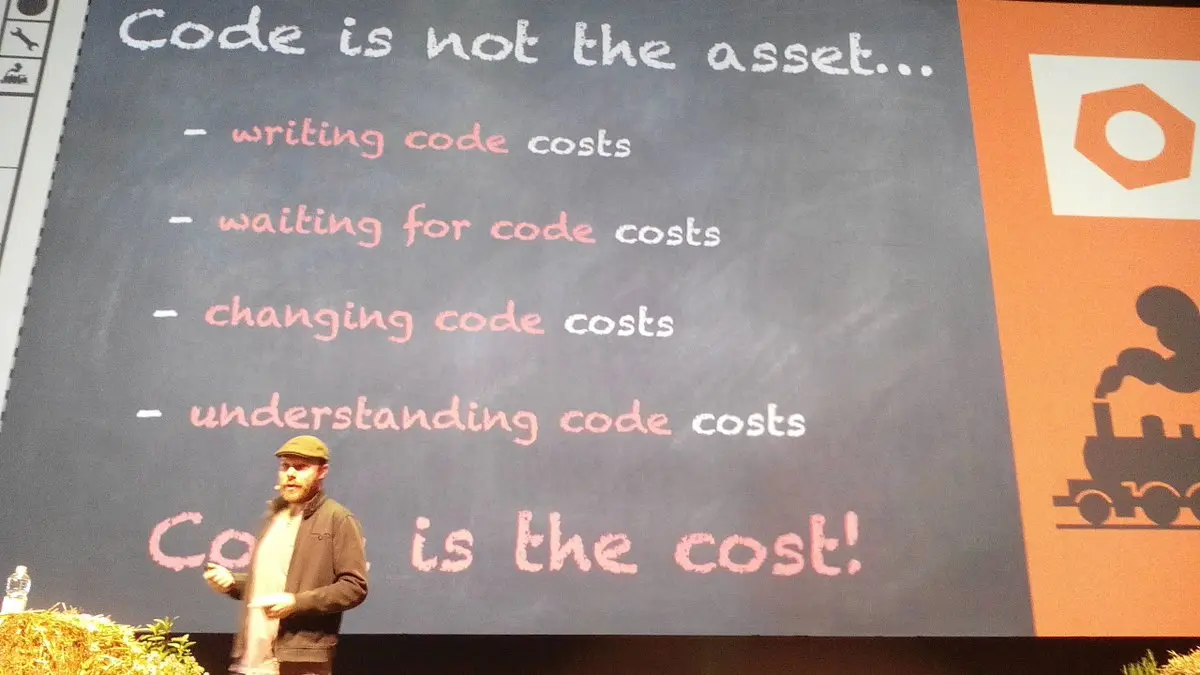 Code is not the asset...
- writing code costs
- waiting for code costs
- changing code costs
- understanding code costs
is the cost!